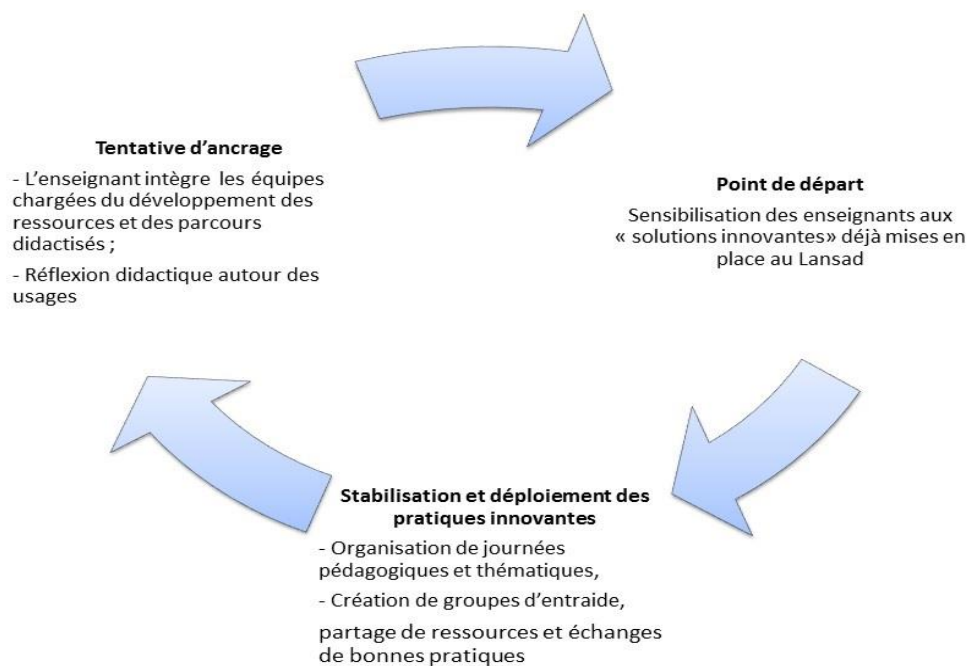 Tentative d’ancrage
- L’enseignant intègre les équipes
chargées du développement des
ressources et des parcours
didactisés ;
- Réflexion didactique autour des
usages
Point de départ
Sensibilisation des enseignants aux
« solutions innovantes» déjà mises en
place au Lansad
Stabilisation et déploiement des
pratiques innovantes
- Organisation de journées
pédagogiques et thématiques,
- Création de groupes d’entraide,
partage de ressources et échanges
de bonnes pratiques